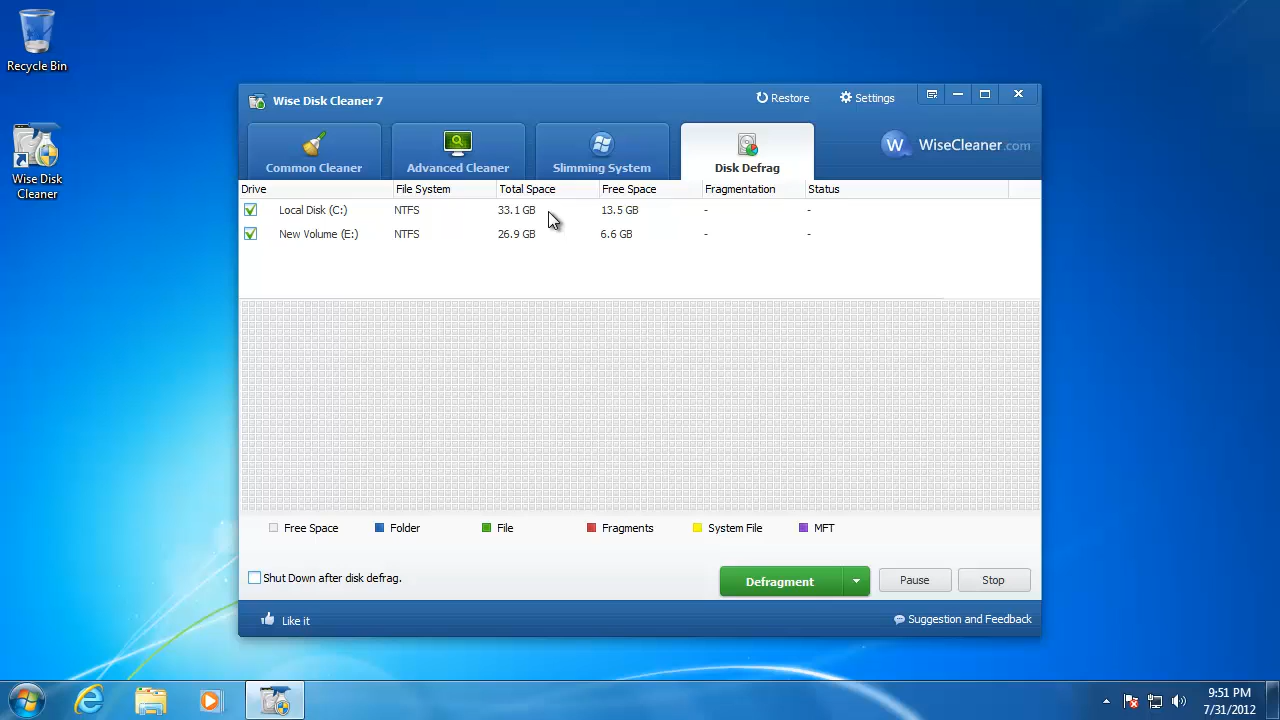 Recycle Bin
Wise Disk
Cleaner
Wise Disk Cleaner 7
Restore
Settings
Common Cleaner
Advanced Cleaner
Slimming System
Disk Defrag
W WiseCleaner.com
Drive File System Total Space Free Space Fragmentation Status
Local Disk (C:) NTFS 33.1 GB 13.5 GB - -
New Volume (E:) NTFS 26.9 GB 6.6 GB - -
Free Space Folder File Fragments System File MFT
Shut Down after disk defrag.
Defragment
Pause
Stop
Like it
Suggestion and Feedback
9:51 PM
7/31/2012